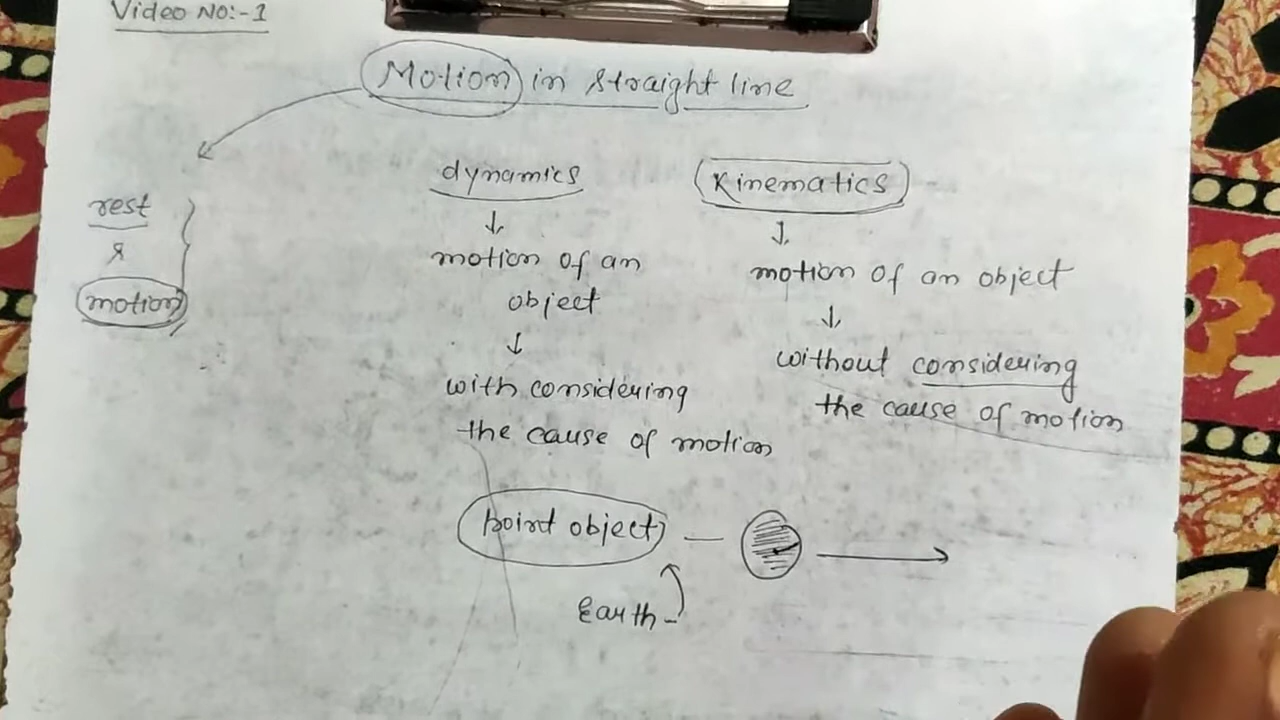 Video NO:-1
Motion in straight line
rest
&
motion
dynamics
↓
motion of an
object
↓
with considering
the cause of motion
Kinematics
↓
motion of an object
↓
without considering
the cause of motion
point object —
Earth -